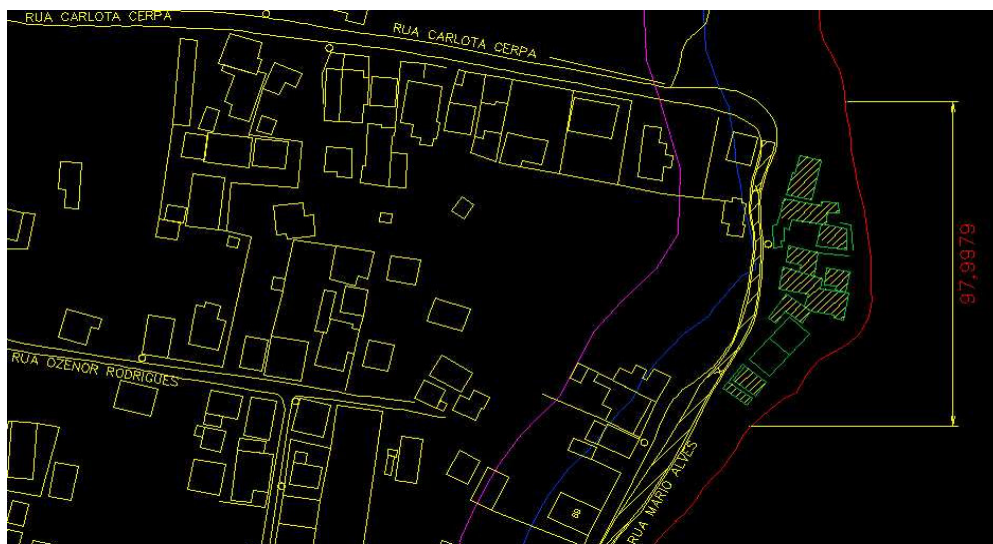 RUA CARLOTA CERPA
RUA CARLOTA CERPA
97,9979
RUA OZENOR RODRIGUES
RUA MARIO ALVES